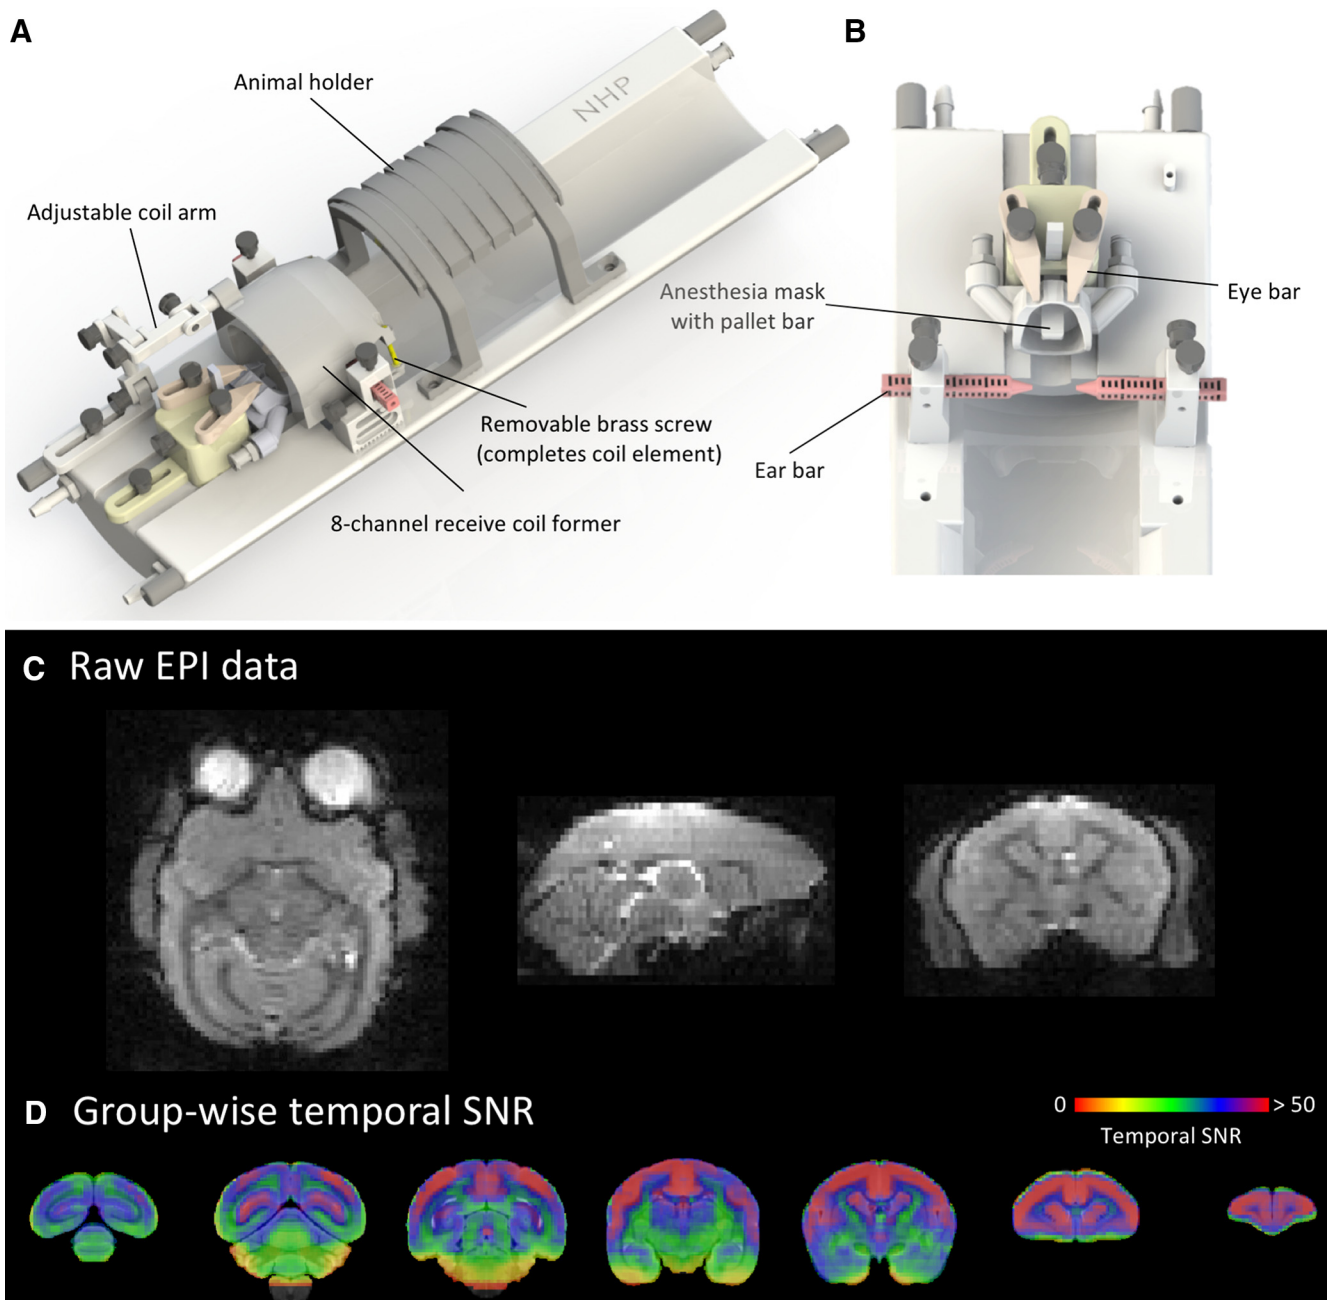 A
B
Animal holder
NHP
Adjustable coil arm
Anesthesia mask
with pallet bar
Eye bar
Removable brass screw
(completes coil element)
Ear bar
8-channel receive coil former
C Raw EPI data
D Group-wise temporal SNR
0 > 50
Temporal SNR